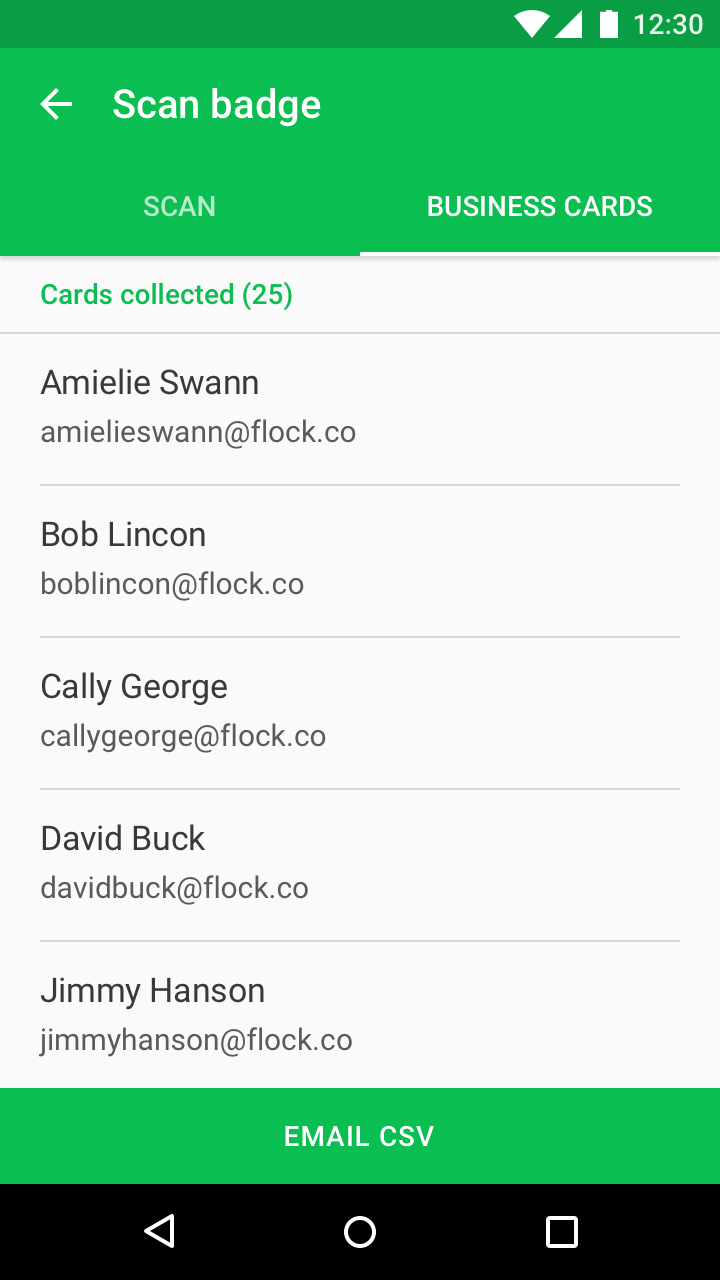 12:30
Scan badge
SCAN
BUSINESS CARDS
Cards collected (25)
Amielie Swann
amielieswann@flock.co
Bob Lincon
boblincon@flock.co
Cally George
callygeorge@flock.co
David Buck
davidbuck@flock.co
Jimmy Hanson
jimmyhanson@flock.co
EMAIL CSV